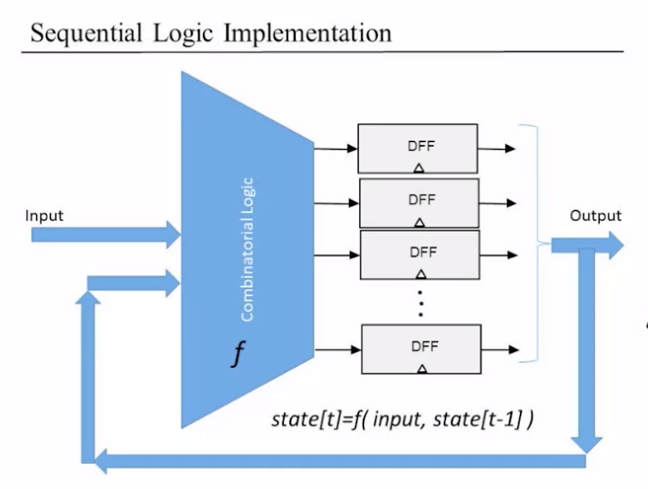 Sequential Logic Implementation
DFF
DFF
Input
Output
Combinatorial Logic
DFF
f
DFF
state[t]=f( input, state[t-1] )